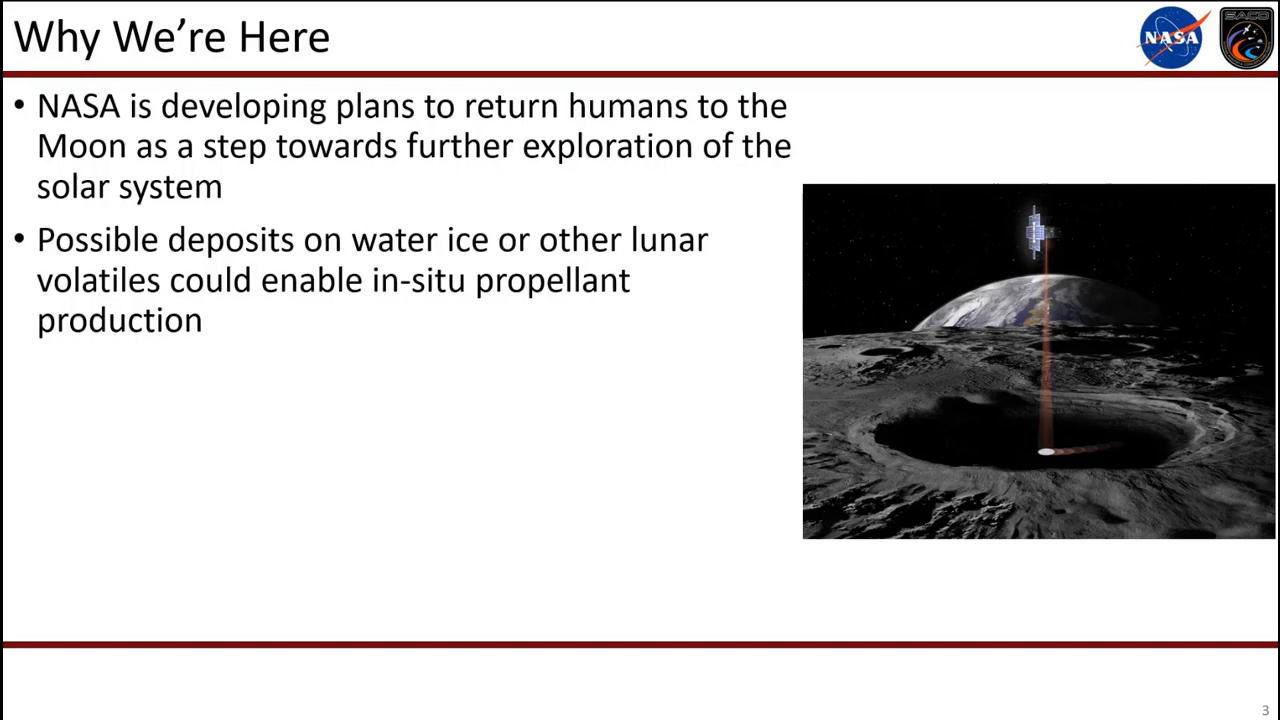 Why We’re Here
NASA
SACD
• NASA is developing plans to return humans to the
Moon as a step towards further exploration of the
solar system
• Possible deposits on water ice or other lunar
volatiles could enable in-situ propellant
production
3